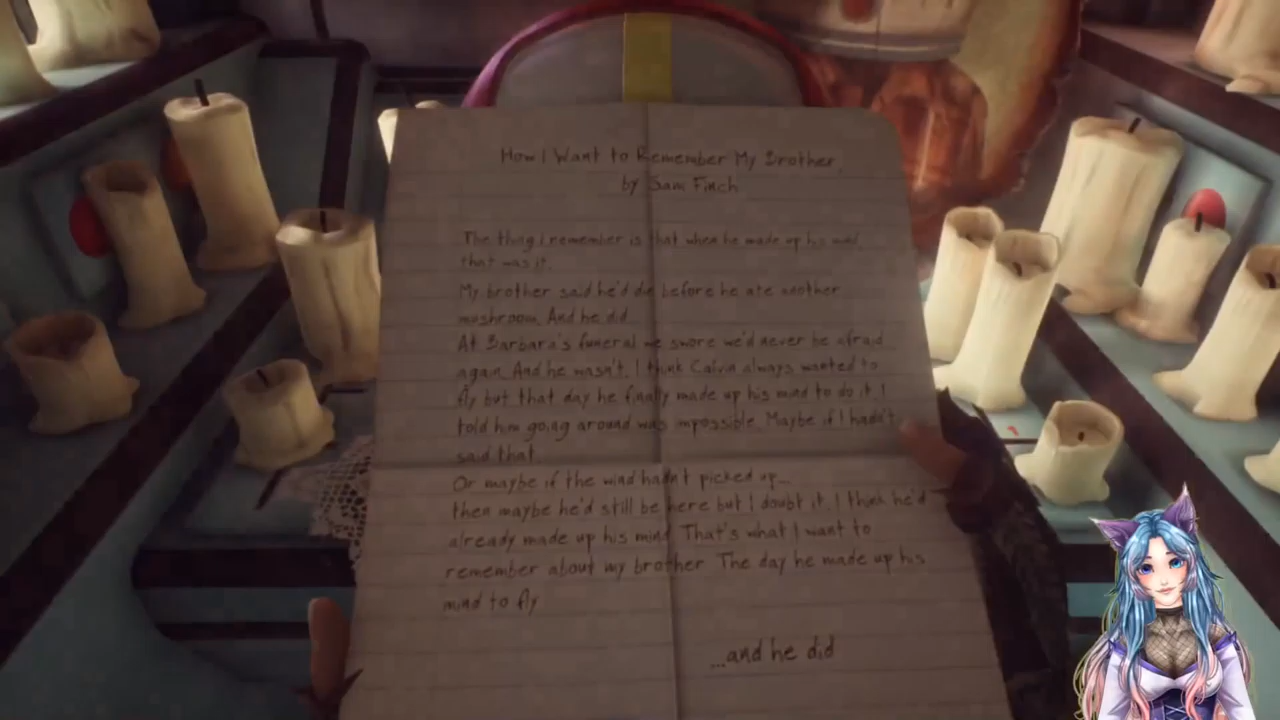 How I Want to Remember My Brother
by Sam Finch
The thing I remember is that when he made up his mind
that was it.
My brother said he'd die before he ate another
mushroom. And he did.
At Barbara's funeral we swore we'd never be afraid
again. And he wasn't. I think Calvin always wanted to
fly but that day he finally made up his mind to do it. I
told him going around was impossible. Maybe if I hadn't
said that.
Or maybe if the wind hadn't picked up...
then maybe he'd still be here but I doubt it. I think he'd
already made up his mind. That's what I want to
remember about my brother. The day he made up his
mind to fly
...and he did